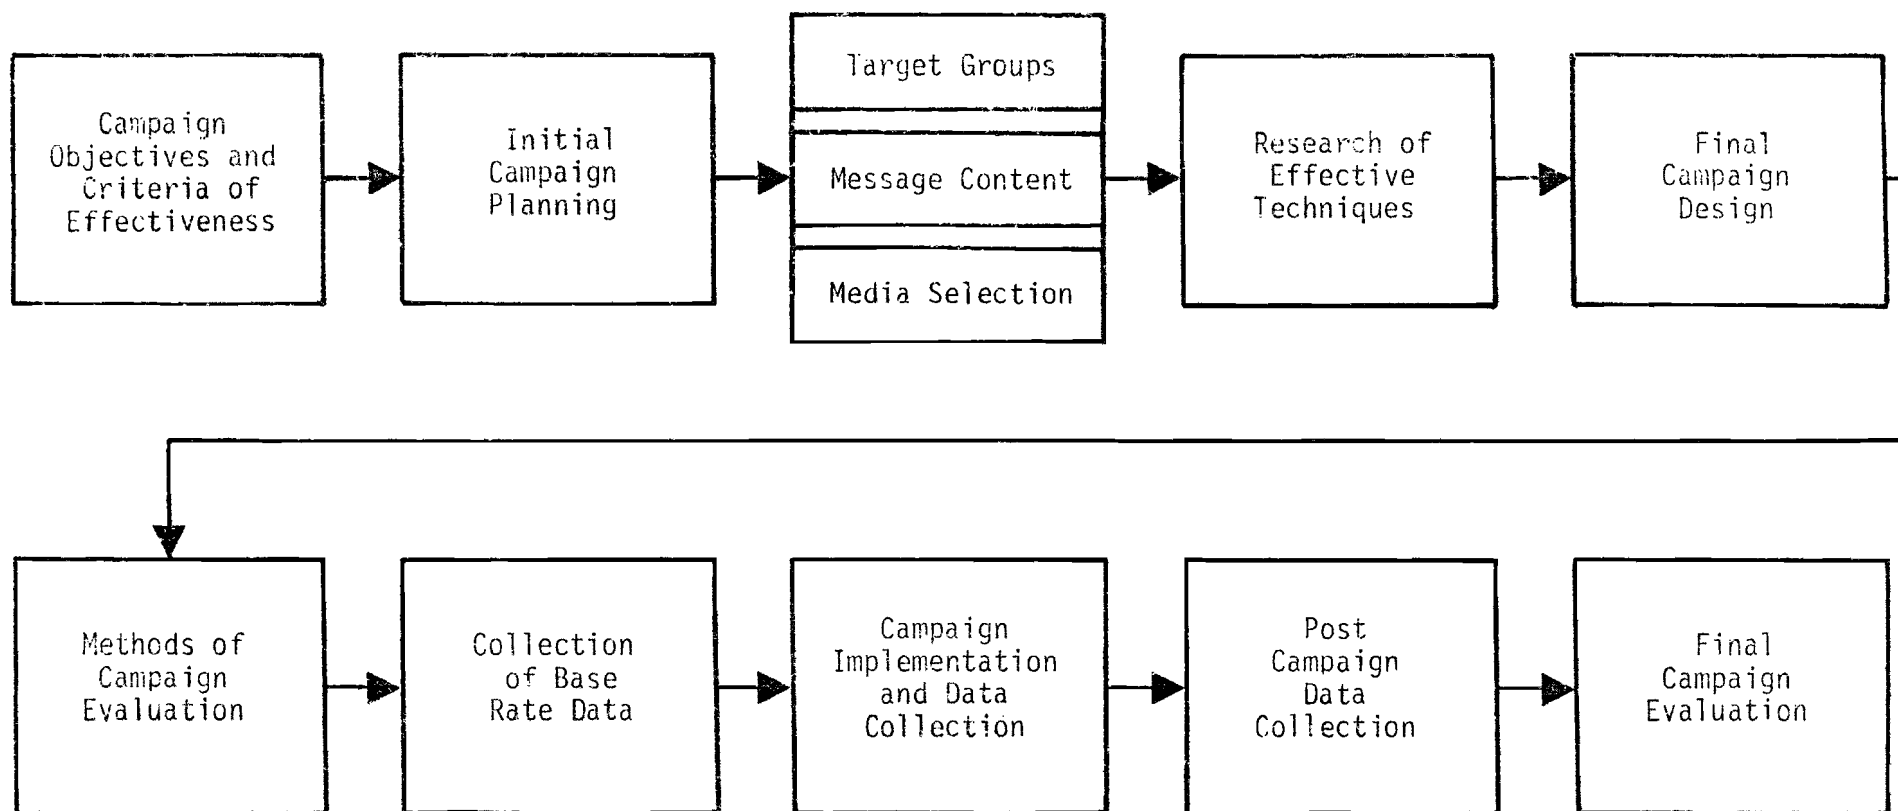 Campaign
Objectives and
Criteria of
Effectiveness
Initial
Campaign
Planning
Target Groups
Message Content
Media Selection
Research of
Effective
Techniques
Final
Campaign
Design
Methods of
Campaign
Evaluation
Collection
of Base
Rate Data
Campaign
Implementation
and Data
Collection
Post
Campaign
Data
Collection
Final
Campaign
Evaluation